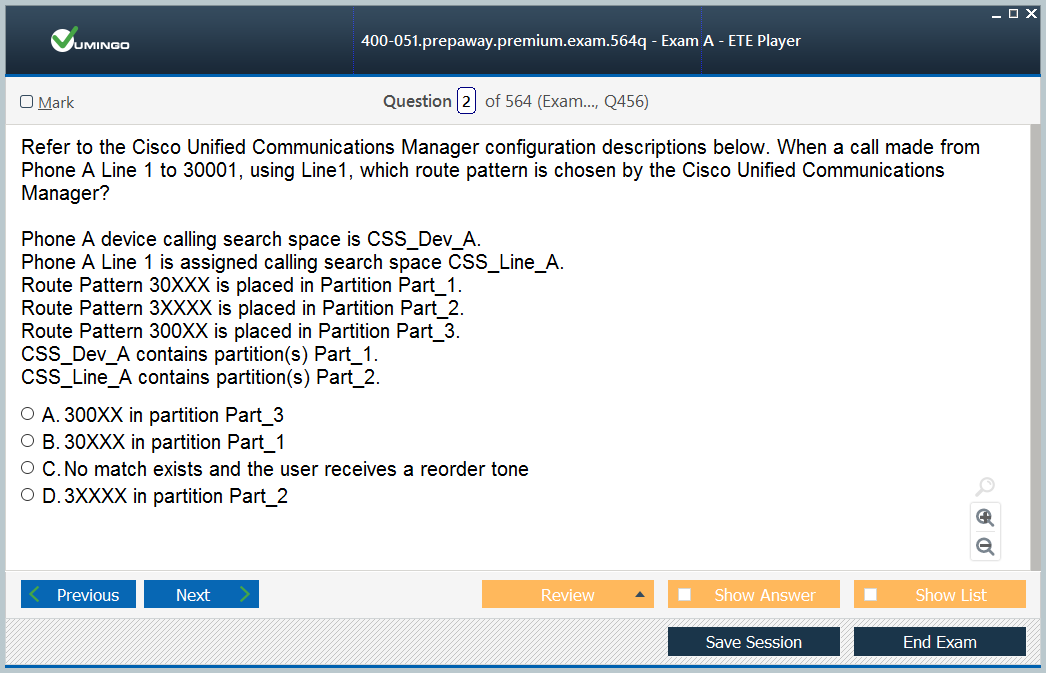 VUMINGO
400-051.prepaway.premium.exam.564q - Exam A - ETE Player
Mark
Question 2 of 564 (Exam..., Q456)
Refer to the Cisco Unified Communications Manager configuration descriptions below. When a call made from
Phone A Line 1 to 30001, using Line1, which route pattern is chosen by the Cisco Unified Communications
Manager?
Phone A device calling search space is CSS_Dev_A.
Phone A Line 1 is assigned calling search space CSS_Line_A.
Route Pattern 30XXX is placed in Partition Part_1.
Route Pattern 3XXXX is placed in Partition Part_2.
Route Pattern 300XX is placed in Partition Part_3.
CSS_Dev_A contains partition(s) Part_1.
CSS_Line_A contains partition(s) Part_2.
A. 300XX in partition Part_3
B. 30XXX in partition Part_1
C. No match exists and the user receives a reorder tone
D. 3XXXX in partition Part_2
Previous
Next
Review
Show Answer
Show List
Save Session
End Exam